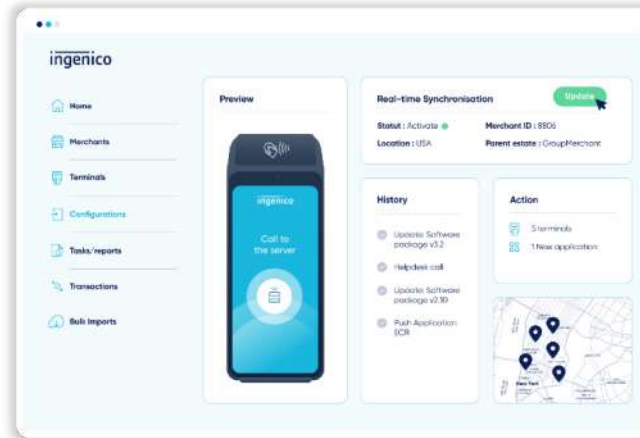 ingenico
Home
Merchants
Terminals
Configurations
Tasks/reports
Transactions
Bulk Imports
Preview
ingenico
Call to
the server
Real-time Synchronisation
Update
Statut : Activate
Merchant ID : 8806
Location : USA
Parent estate : GroupMerchant
History
Update: Software
package v3.2
Helpdesk call
Update: Software
package v2.10
Push Application:
Action
5 terminals
1 New application
New York